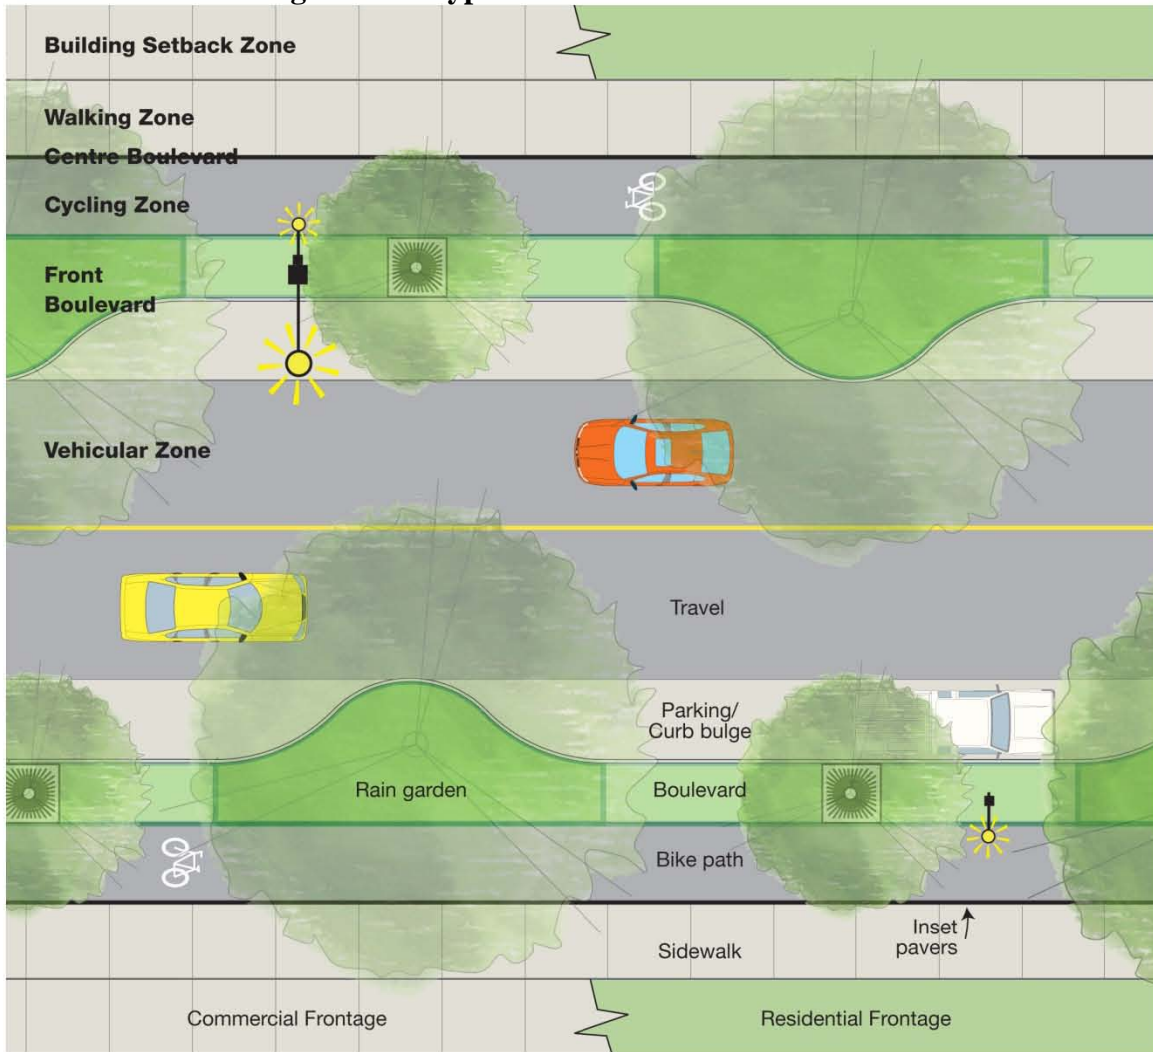 Building Setback Zone
Walking Zone
Centre Boulevard
Cycling Zone
Front
Boulevard
Vehicular Zone
Travel
Parking/
Curb bulge
Rain garden
Boulevard
Bike path
Inset
pavers
Sidewalk
Commercial Frontage
Residential Frontage